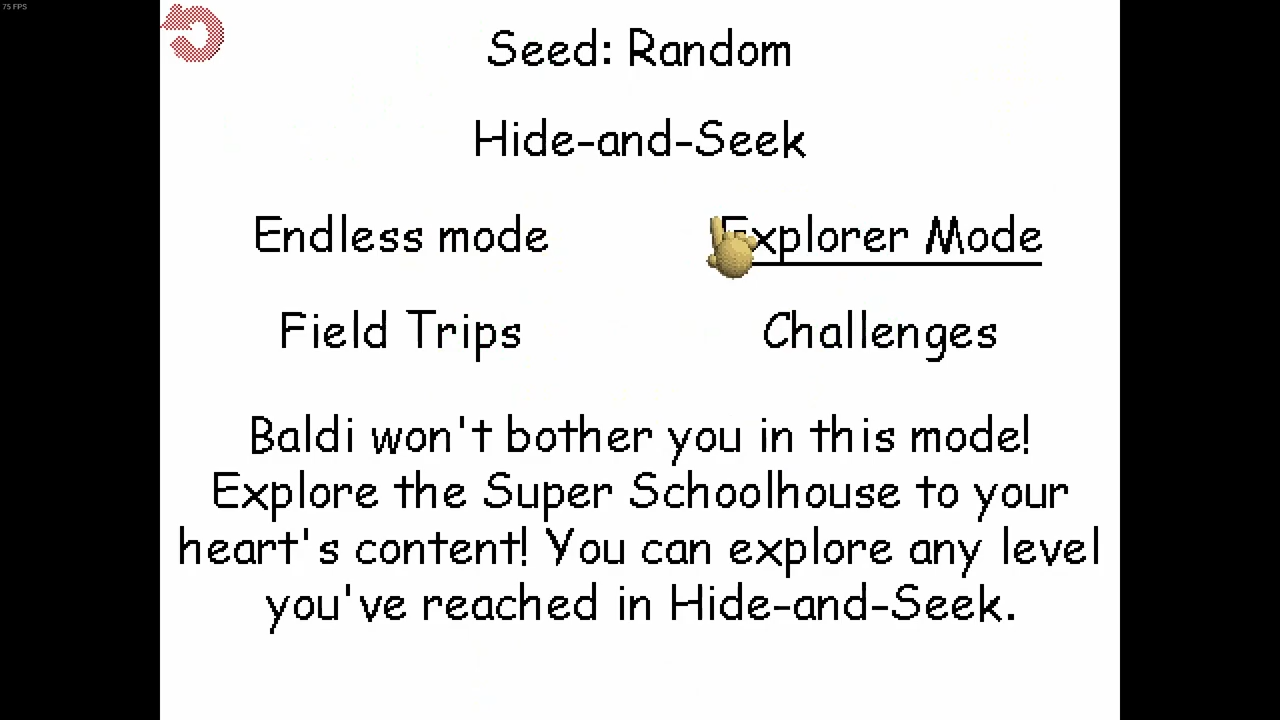 75 FPS
Seed: Random
Hide-and-Seek
Endless mode
Explorer Mode
Field Trips
Challenges
Baldi won't bother you in this mode!
Explore the Super Schoolhouse to your
heart's content! You can explore any level
you've reached in Hide-and-Seek.